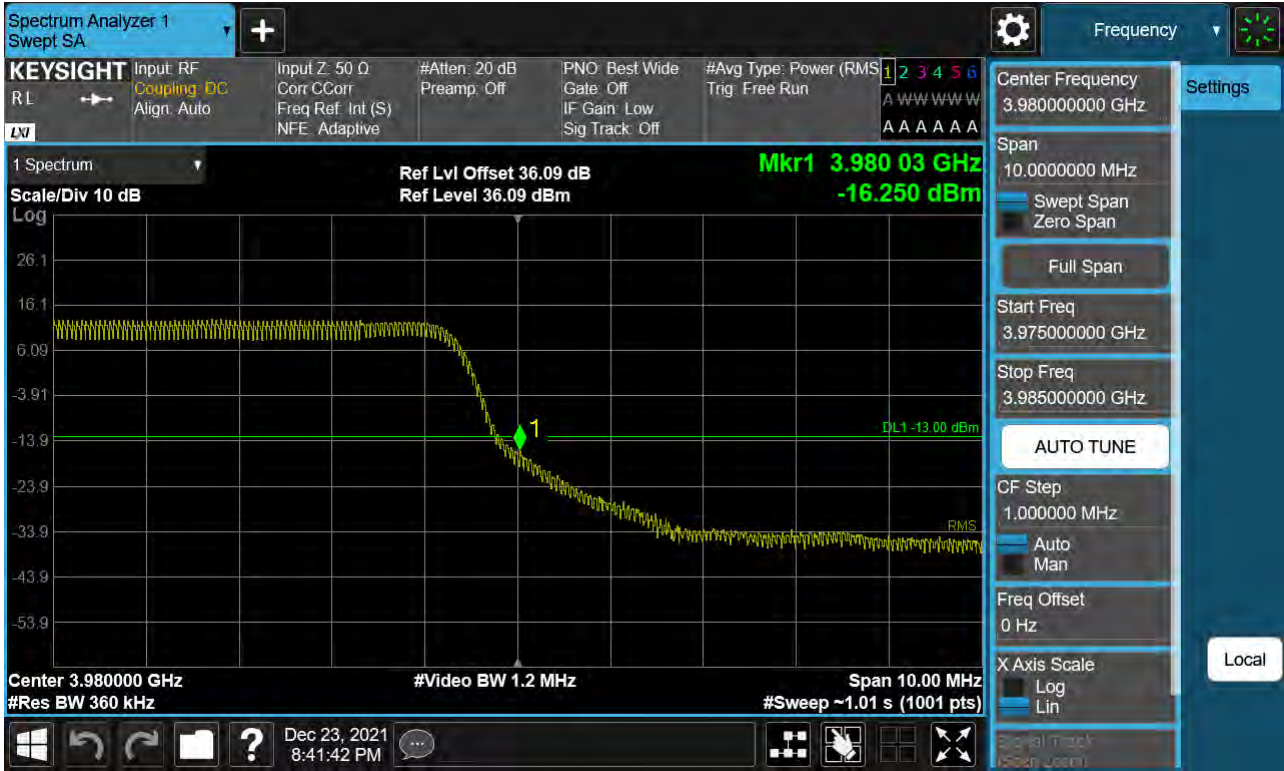 Spectrum Analyzer 1
Swept SA
Frequency
KEYSIGHT
RL
LXI
Input: RF
Coupling: DC
Align: Auto
Input Z: 50 Ω
Corr CCorr
Freq Ref: Int (S)
NFE: Adaptive
#Atten: 20 dB
Preamp: Off
PNO: Best Wide
Gate: Off
IF Gain: Low
Sig Track: Off
#Avg Type: Power (RMS
Trig: Free Run
1 2 3 4 5 6
A W W W W W
A A A A A A
1 Spectrum
Scale/Div 10 dB
Log
Ref Lvl Offset 36.09 dB
Ref Level 36.09 dBm
Mkr1 3.980 03 GHz
-16.250 dBm
26.1
16.1
6.09
-3.91
-13.9
-23.9
-33.9
-43.9
-53.9
1
DL1 -13.00 dBm
RMS
Center 3.980000 GHz
#Res BW 360 kHz
#Video BW 1.2 MHz
Span 10.00 MHz
#Sweep ~1.01 s (1001 pts)
Dec 23, 2021
8:41:42 PM
Center Frequency
3.980000000 GHz
Span
10.0000000 MHz
Swept Span
Zero Span
Full Span
Start Freq
3.975000000 GHz
Stop Freq
3.985000000 GHz
AUTO TUNE
CF Step
1.000000 MHz
Auto
Man
Freq Offset
0 Hz
X Axis Scale
Log
Lin
Signal Track
(Span Zoom)
Settings
Local